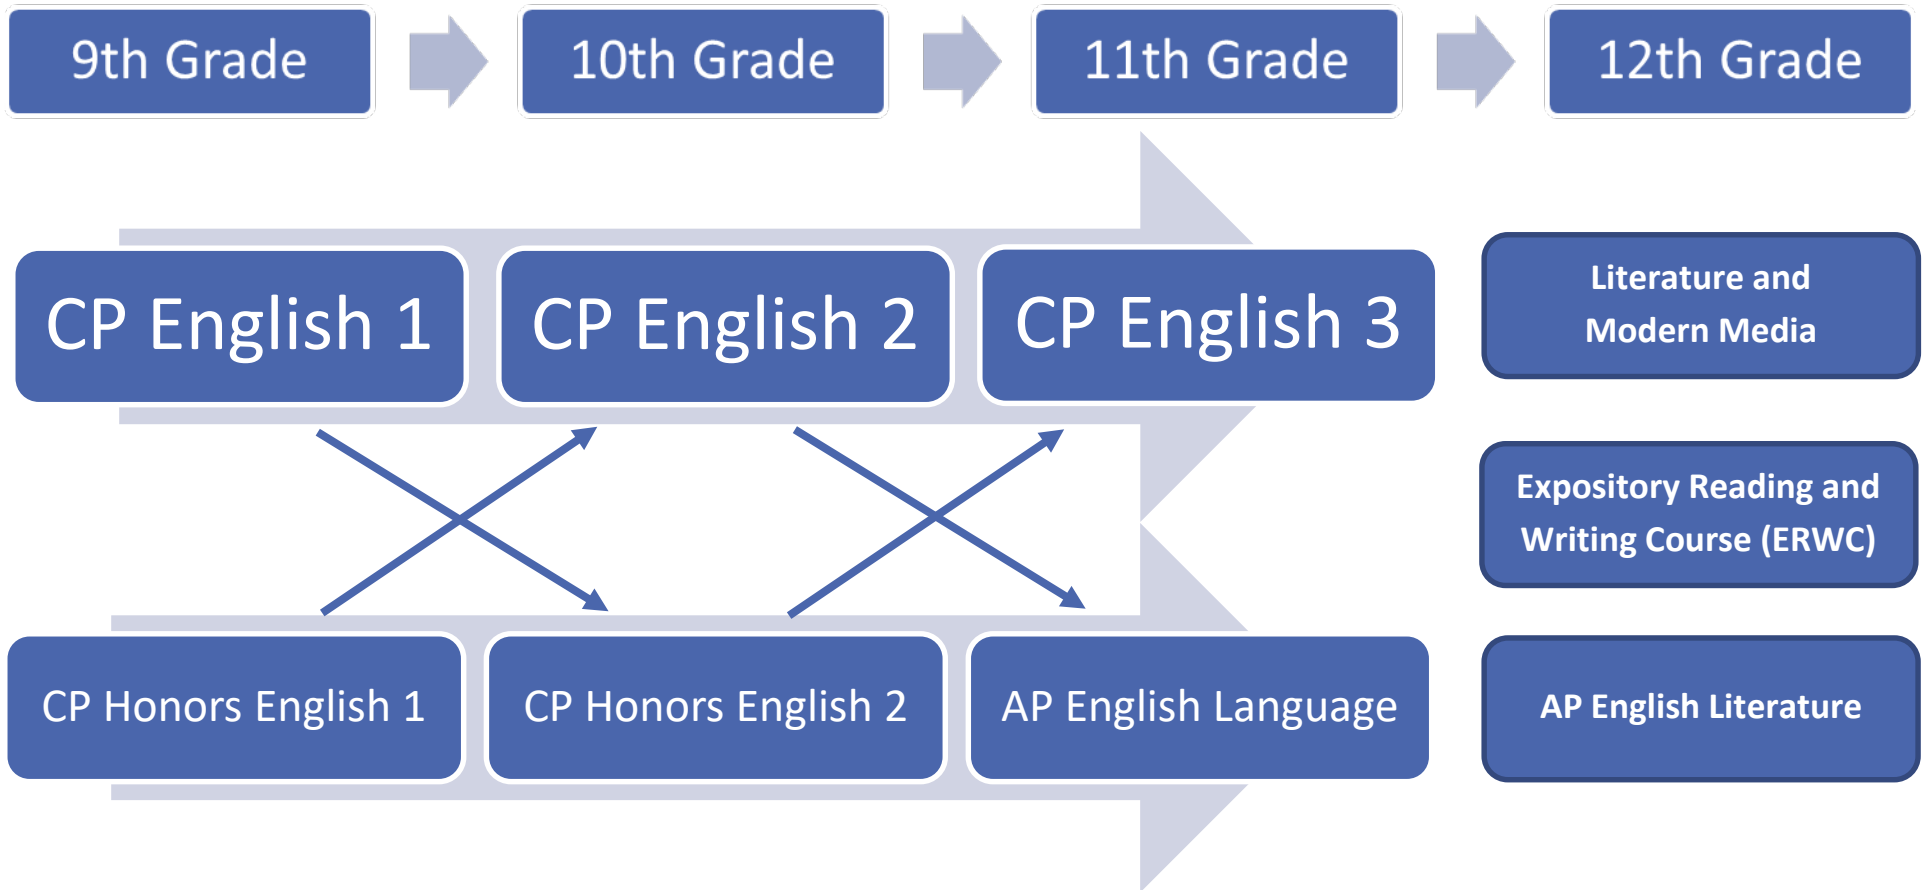 9th Grade
10th Grade
11th Grade
12th Grade
CP English 1
CP English 2
CP English 3
Literature and
Modern Media
Expository Reading and
Writing Course (ERWC)
CP Honors English 1
CP Honors English 2
AP English Language
AP English Literature